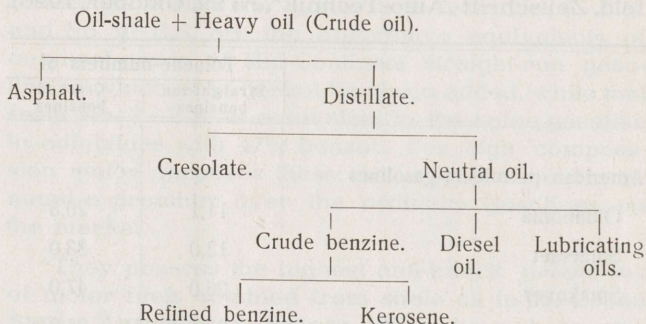 Oil-shale + Heavy oil (Crude oil).
Asphalt. Distillate.
Cresolate. Neutral oil.
Crude benzine. Diesel oil. Lubricating oils.
Refined benzine. Kerosene.